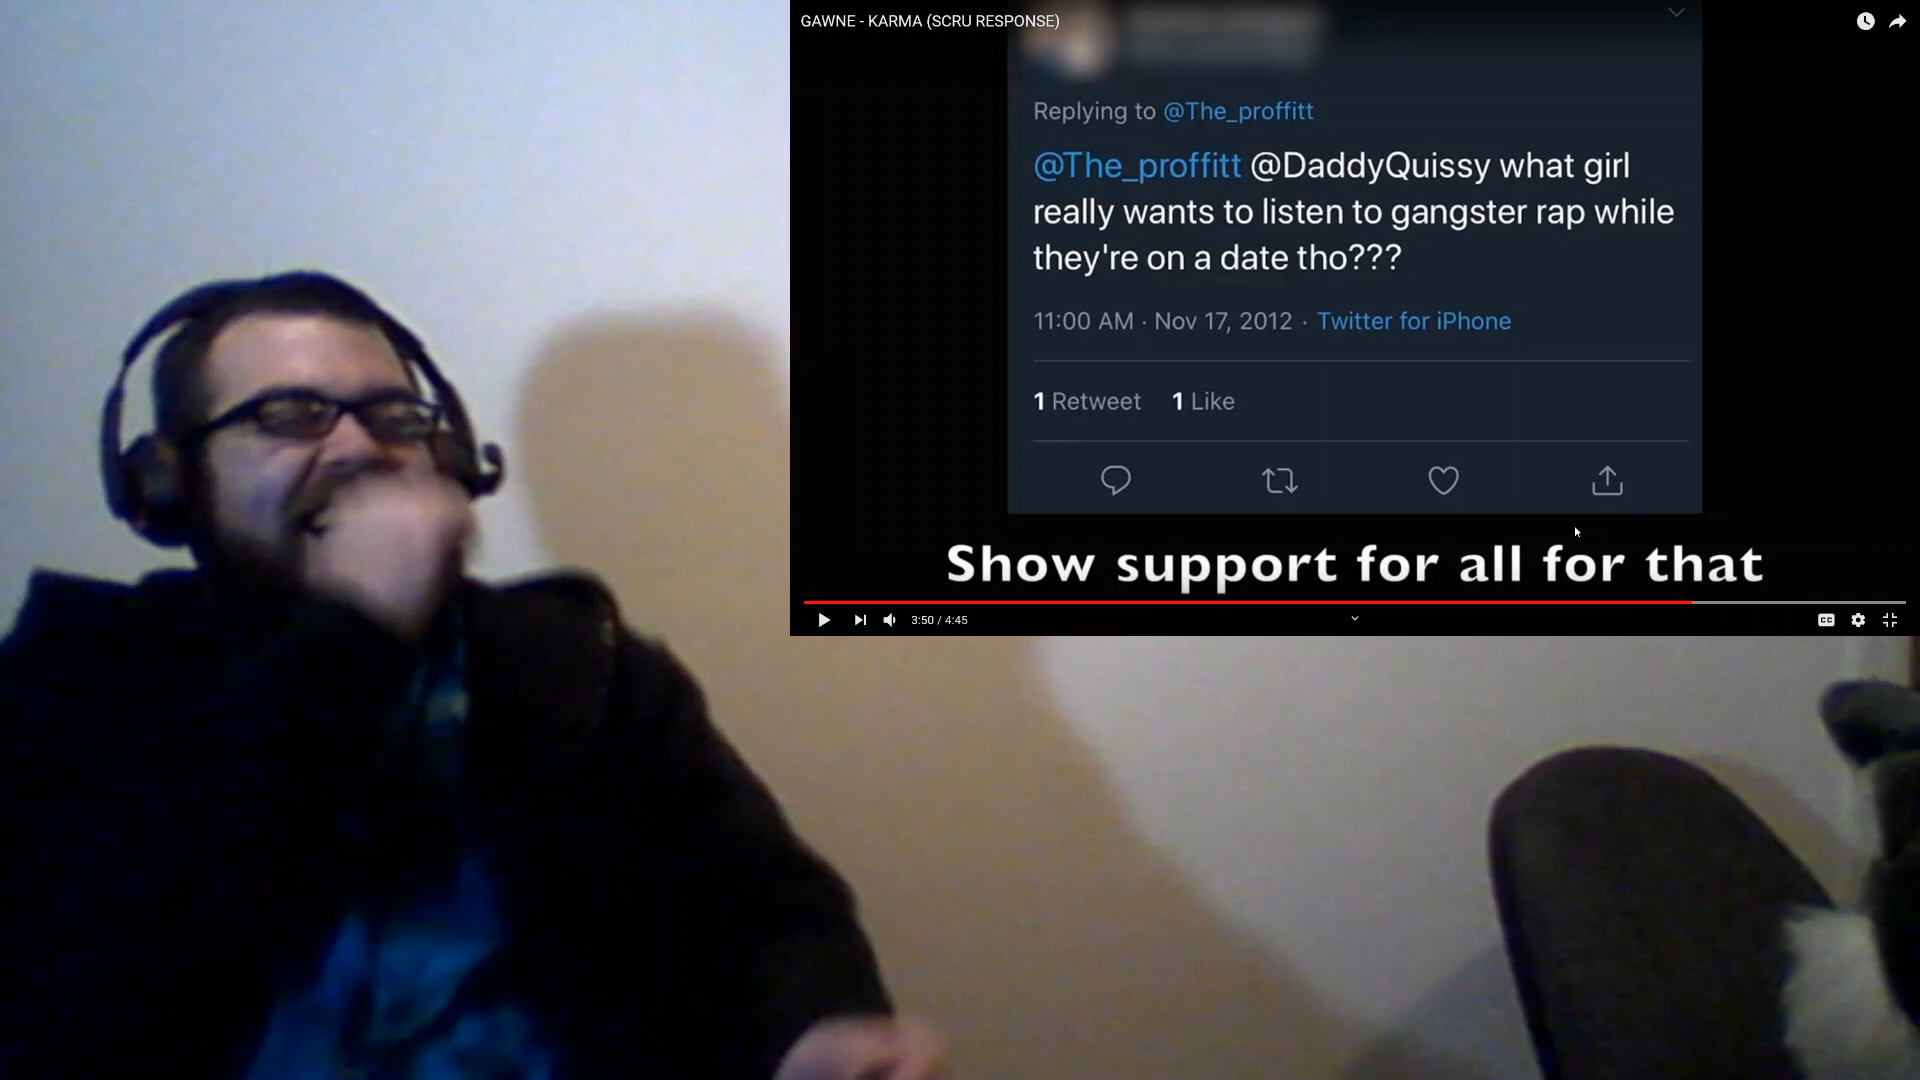 GAWNE - KARMA (SCRU RESPONSE)
Replying to @The_proffitt
@The_proffitt @DaddyQuissy what girl
really wants to listen to gangster rap while
they're on a date tho???
11:00 AM · Nov 17, 2012 · Twitter for iPhone
1 Retweet 1 Like
Show support for all for that
3:50 / 4:45
CC